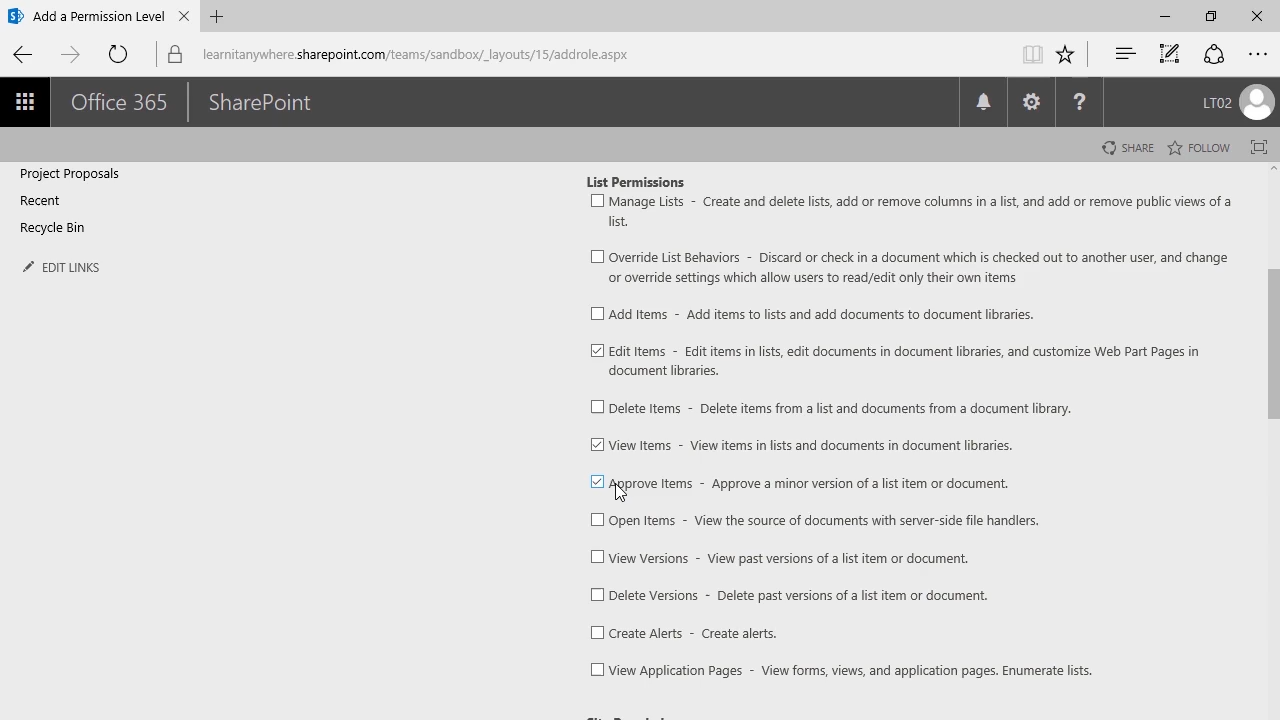 Add a Permission Level
learnitanywhere.sharepoint.com/teams/sandbox/_layouts/15/addrole.aspx
Office 365
SharePoint
?
LT02
SHARE
FOLLOW
Project Proposals
Recent
Recycle Bin
EDIT LINKS
List Permissions
Manage Lists - Create and delete lists, add or remove columns in a list, and add or remove public views of a
list.
Override List Behaviors - Discard or check in a document which is checked out to another user, and change
or override settings which allow users to read/edit only their own items
Add Items - Add items to lists and add documents to document libraries.
Edit Items - Edit items in lists, edit documents in document libraries, and customize Web Part Pages in
document libraries.
Delete Items - Delete items from a list and documents from a document library.
View Items - View items in lists and documents in document libraries.
Approve Items - Approve a minor version of a list item or document.
Open Items - View the source of documents with server-side file handlers.
View Versions - View past versions of a list item or document.
Delete Versions - Delete past versions of a list item or document.
Create Alerts - Create alerts.
View Application Pages - View forms, views, and application pages. Enumerate lists.